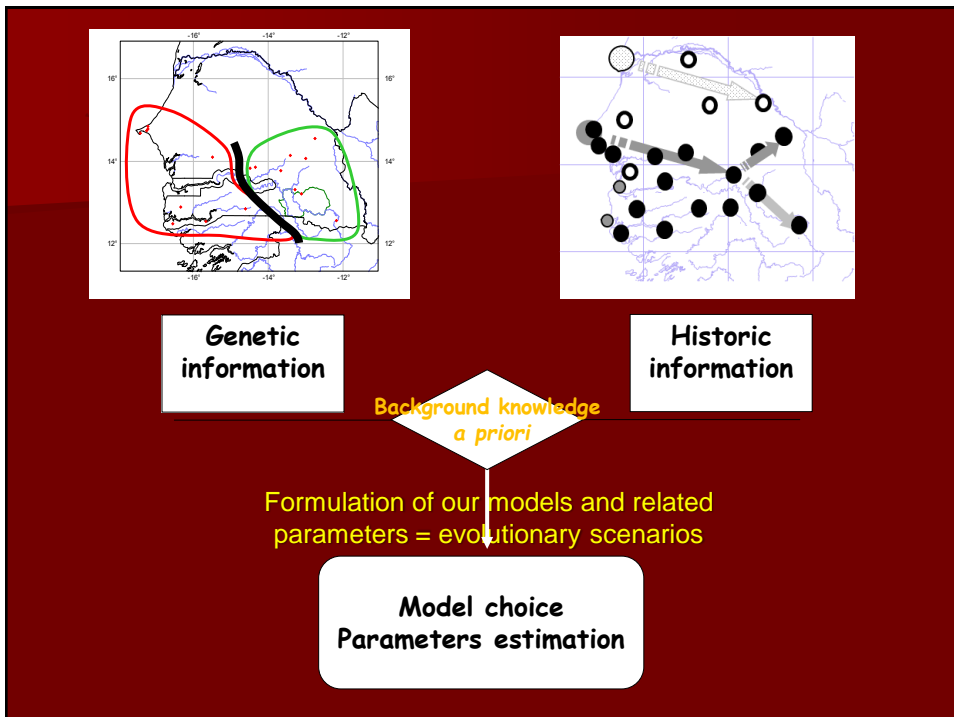 -16° -14° -12°
16° 16°
14° 14°
12° 12°
-16° -14° -12°
Genetic
information
Historic
information
Background knowledge
a priori
Formulation of our models and related
parameters = evolutionary scenarios
Model choice
Parameters estimation